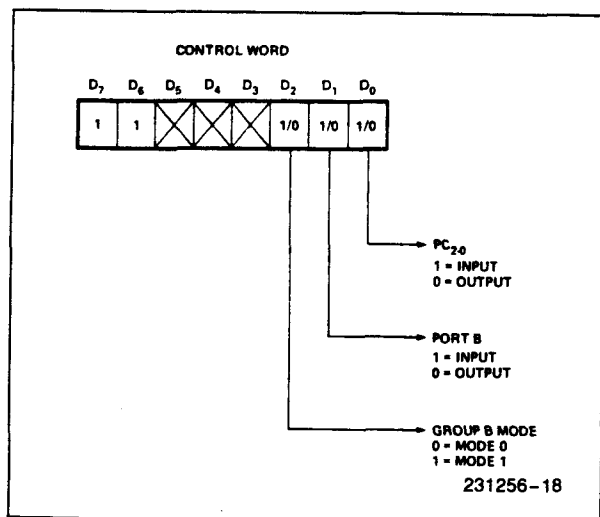 CONTROL WORD
D7 D6 D5 D4 D3 D2 D1 D0
1 1 1/0 1/0 1/0
PC2-0
1 = INPUT
0 = OUTPUT
PORT B
1 = INPUT
0 = OUTPUT
GROUP B MODE
0 = MODE 0
1 = MODE 1
231256-18